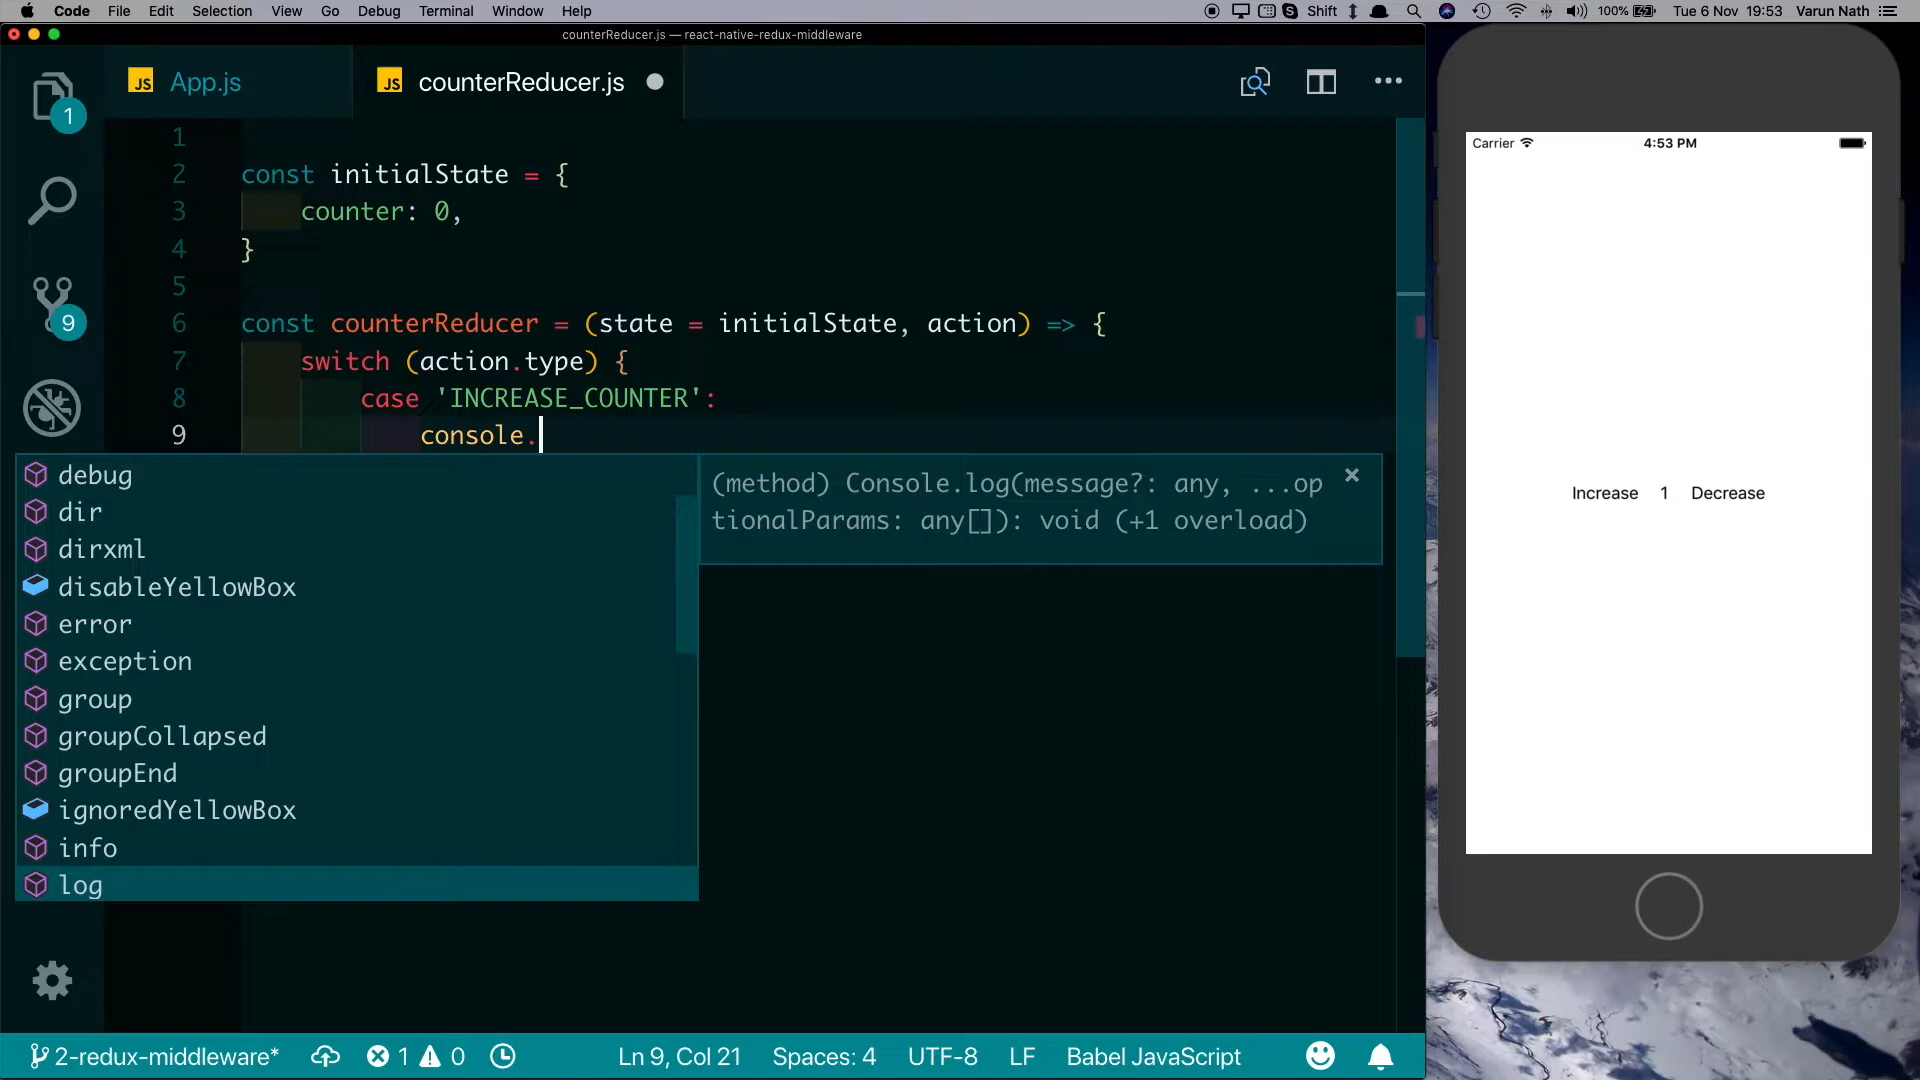 Code File Edit Selection View Go Debug Terminal Window Help Shift 100% Tue 6 Nov 19:53 Varun Nath
counterReducer.js — react-native-redux-middleware
JS App.js JS counterReducer.js
1
1
2 const initialState = {
3 counter: 0,
4 }
5
6 const counterReducer = (state = initialState, action) => {
7 switch (action.type) {
8 case 'INCREASE_COUNTER':
9 console.
9
debug
dir
dirxml
disableYellowBox
error
exception
group
groupCollapsed
groupEnd
ignoredYellowBox
info
log
(method) Console.log(message?: any, ...op
tionalParams: any[]): void (+1 overload)
2-redux-middleware* 1 0 Ln 9, Col 21 Spaces: 4 UTF-8 LF Babel JavaScript
Carrier 4:53 PM
Increase 1 Decrease